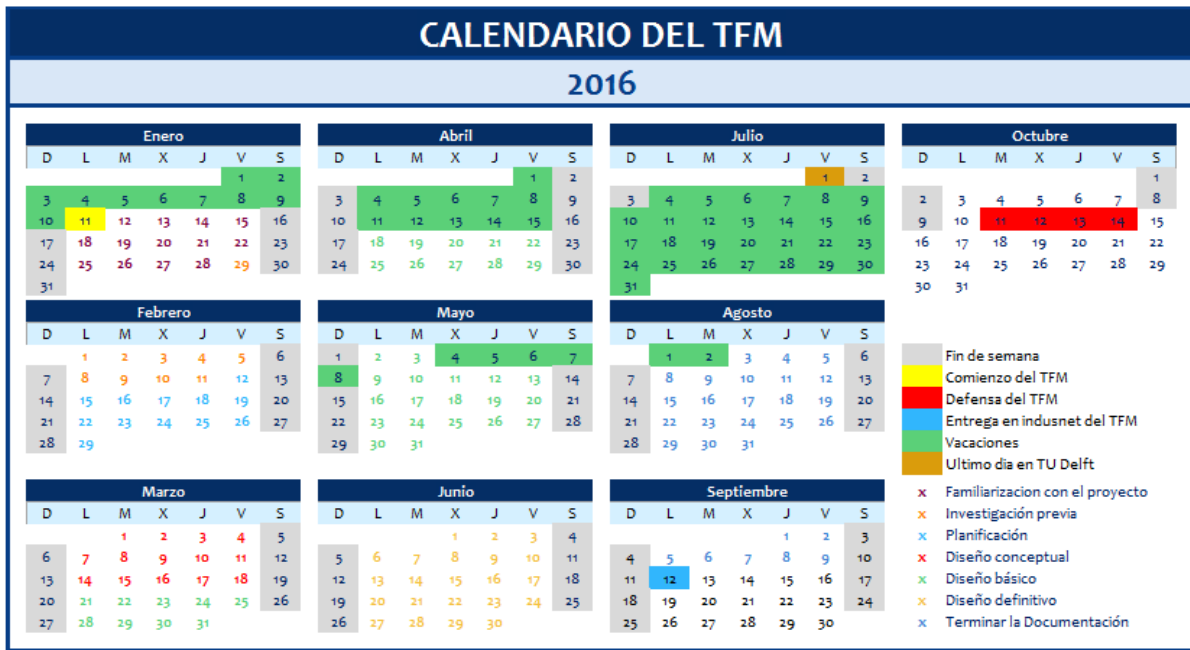 CALENDARIO DEL TFM
2016
Enero
D L M X J V S
1 2
3 4 5 6 7 8 9
10 11 12 13 14 15 16
17 18 19 20 21 22 23
24 25 26 27 28 29 30
31
Abril
D L M X J V S
1 2
3 4 5 6 7 8 9
10 11 12 13 14 15 16
17 18 19 20 21 22 23
24 25 26 27 28 29 30
Julio
D L M X J V S
1 2
3 4 5 6 7 8 9
10 11 12 13 14 15 16
17 18 19 20 21 22 23
24 25 26 27 28 29 30
31
Octubre
D L M X J V S
1
2 3 4 5 6 7 8
9 10 11 12 13 14 15
16 17 18 19 20 21 22
23 24 25 26 27 28 29
30 31
Febrero
D L M X J V S
1 2 3 4 5 6
7 8 9 10 11 12 13
14 15 16 17 18 19 20
21 22 23 24 25 26 27
28 29
Mayo
D L M X J V S
1 2 3 4 5 6 7
8 9 10 11 12 13 14
15 16 17 18 19 20 21
22 23 24 25 26 27 28
29 30 31
Agosto
D L M X J V S
1 2 3 4 5 6
7 8 9 10 11 12 13
14 15 16 17 18 19 20
21 22 23 24 25 26 27
28 29 30 31
Marzo
D L M X J V S
1 2 3 4 5
6 7 8 9 10 11 12
13 14 15 16 17 18 19
20 21 22 23 24 25 26
27 28 29 30 31
Junio
D L M X J V S
1 2 3 4
5 6 7 8 9 10 11
12 13 14 15 16 17 18
19 20 21 22 23 24 25
26 27 28 29 30
Septiembre
D L M X J V S
1 2 3
4 5 6 7 8 9 10
11 12 13 14 15 16 17
18 19 20 21 22 23 24
25 26 27 28 29 30
Fin de semana
Comienzo del TFM
Defensa del TFM
Entrega en indusnet del TFM
Vacaciones
Ultimo dia en TU Delft
x Familiarizacion con el proyecto
x Investigación previa
x Planificación
x Diseño conceptual
x Diseño básico
x Diseño definitivo
x Terminar la Documentación